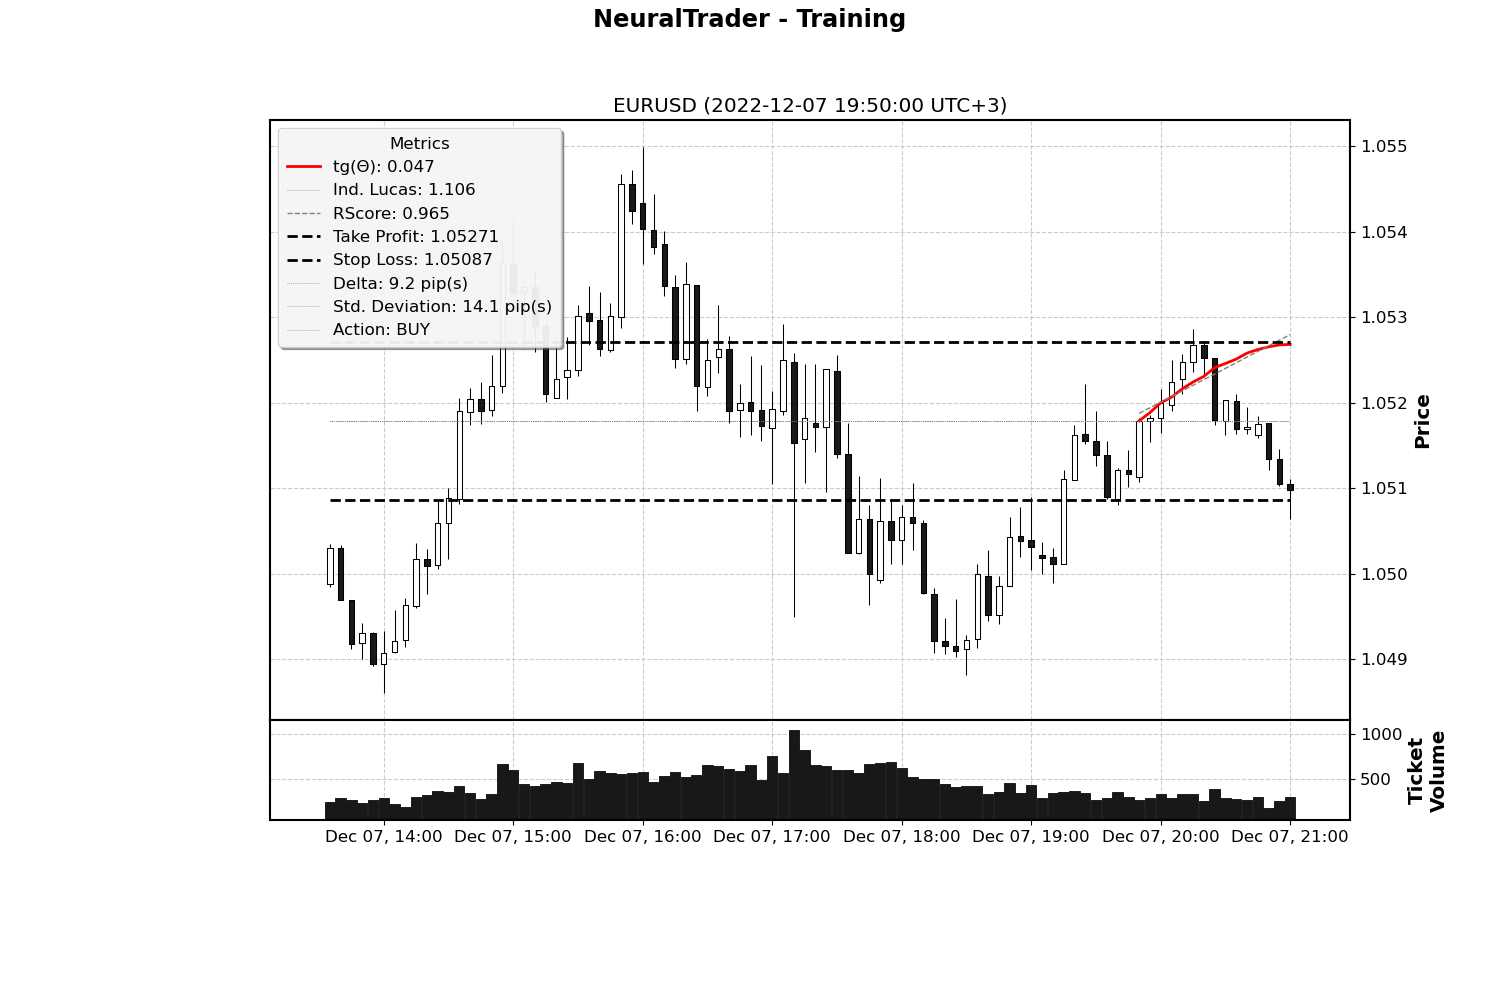 NeuralTrader - Training
EURUSD (2022-12-07 19:50:00 UTC+3)
Metrics
tg(Θ): 0.047
Ind. Lucas: 1.106
RScore: 0.965
Take Profit: 1.05271
Stop Loss: 1.05087
Delta: 9.2 pip(s)
Std. Deviation: 14.1 pip(s)
Action: BUY
1.055
1.054
1.053
1.052
1.051
1.050
1.049
Price
1000
500
Ticket
Volume
Dec 07, 14:00
Dec 07, 15:00
Dec 07, 16:00
Dec 07, 17:00
Dec 07, 18:00
Dec 07, 19:00
Dec 07, 20:00
Dec 07, 21:00